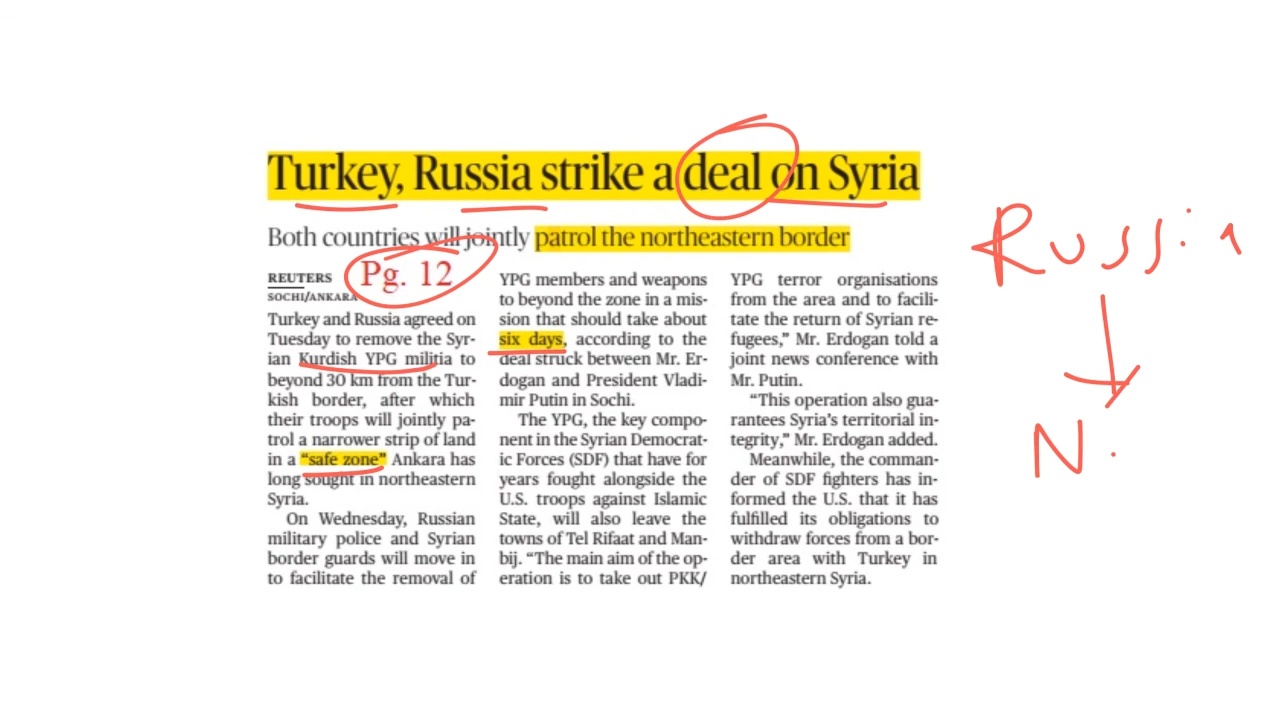 Turkey, Russia strike a deal on Syria
Both countries will jointly patrol the northeastern border
REUTERS
SOCHI/ANKARA
Pg. 12
Turkey and Russia agreed on
Tuesday to remove the Syr-
ian Kurdish YPG militia to
beyond 30 km from the Tur-
kish border, after which
their troops will jointly pa-
trol a narrower strip of land
in a “safe zone” Ankara has
long sought in northeastern
Syria.
On Wednesday, Russian
military police and Syrian
border guards will move in
to facilitate the removal of
YPG members and weapons
to beyond the zone in a mis-
sion that should take about
six days, according to the
deal struck between Mr. Er-
dogan and President Vladi-
mir Putin in Sochi.
The YPG, the key compo-
nent in the Syrian Democrat-
ic Forces (SDF) that have for
years fought alongside the
U.S. troops against Islamic
State, will also leave the
towns of Tel Rifaat and Man-
bij. “The main aim of the op-
eration is to take out PKK/
YPG terror organisations
from the area and to facili-
tate the return of Syrian re-
fugees,” Mr. Erdogan told a
joint news conference with
Mr. Putin.
“This operation also gua-
rantees Syria’s territorial in-
tegrity,” Mr. Erdogan added.
Meanwhile, the comman-
der of SDF fighters has in-
formed the U.S. that it has
fulfilled its obligations to
withdraw forces from a bor-
der area with Turkey in
northeastern Syria.
Russia
N.